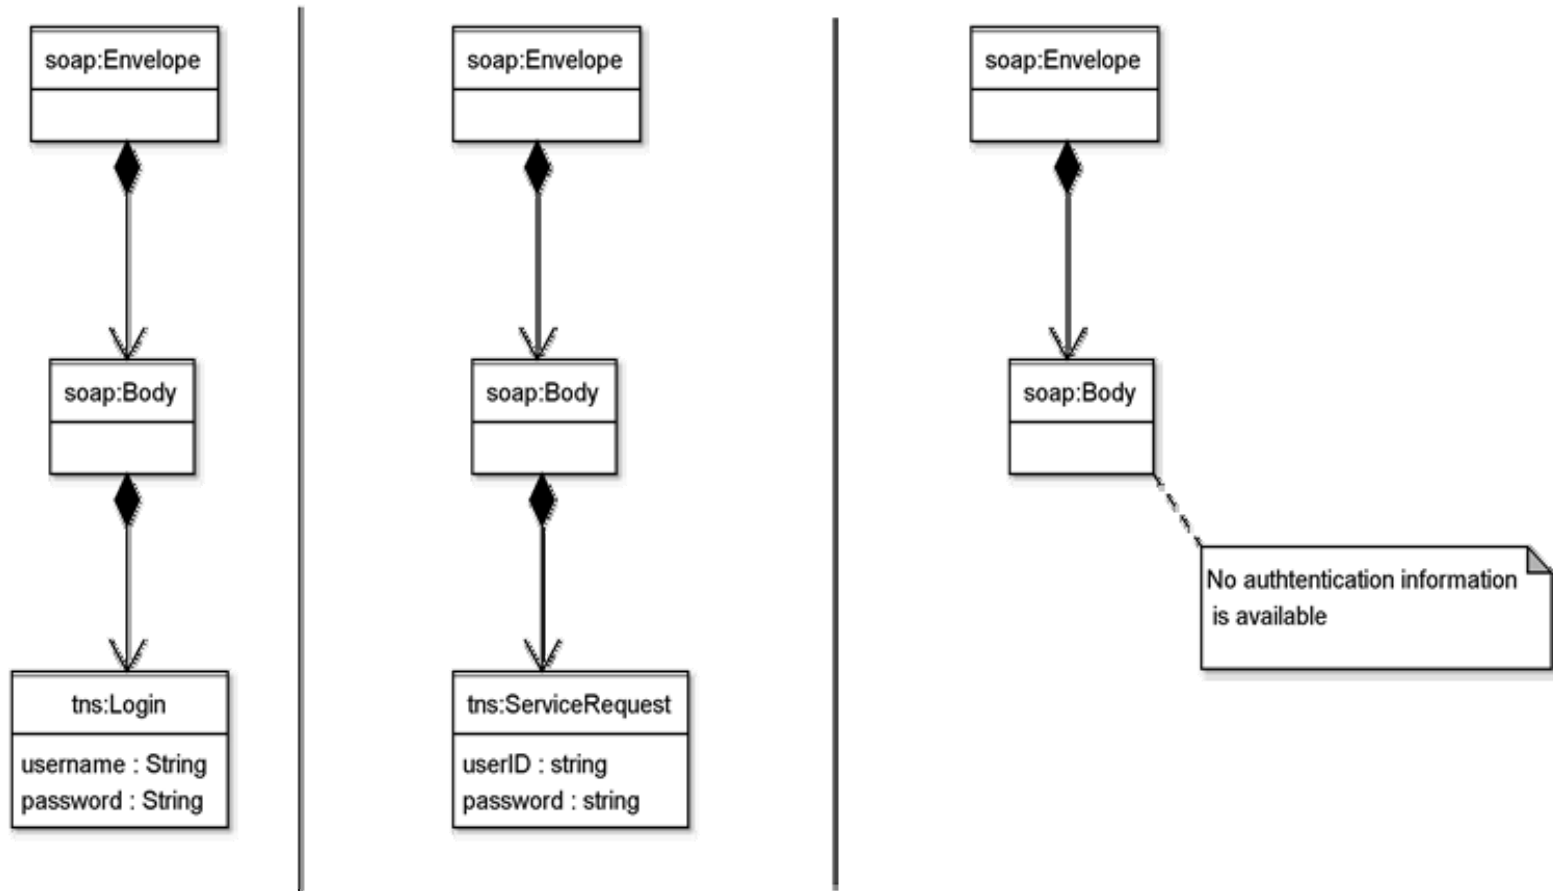 soap:Envelope
soap:Body
tns:Login
username : String
password : String
soap:Envelope
soap:Body
tns:ServiceRequest
userID : string
password : string
soap:Envelope
soap:Body
No authtentication information
is available